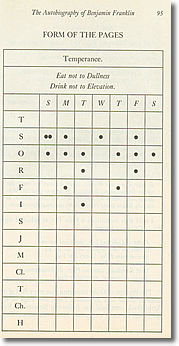 The Autobiography of Benjamin Franklin 95
FORM OF THE PAGES
Temperance.
Eat not to Dullness
Drink not to Elevation.
S M T W T F S
T
S
O
R
F
I
S
J
M
Cl.
T
Ch.
H